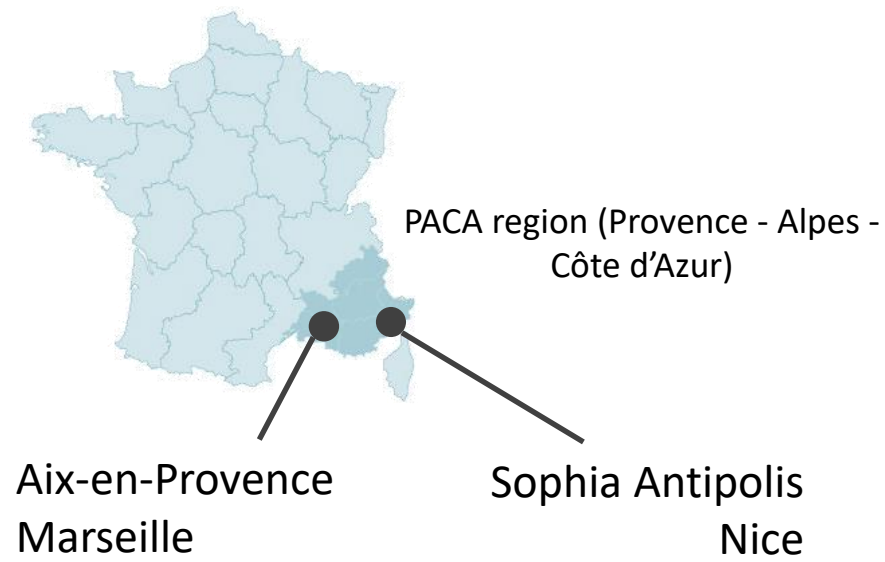 PACA region (Provence - Alpes -
Côte d’Azur)
Aix-en-Provence
Marseille
Sophia Antipolis
Nice